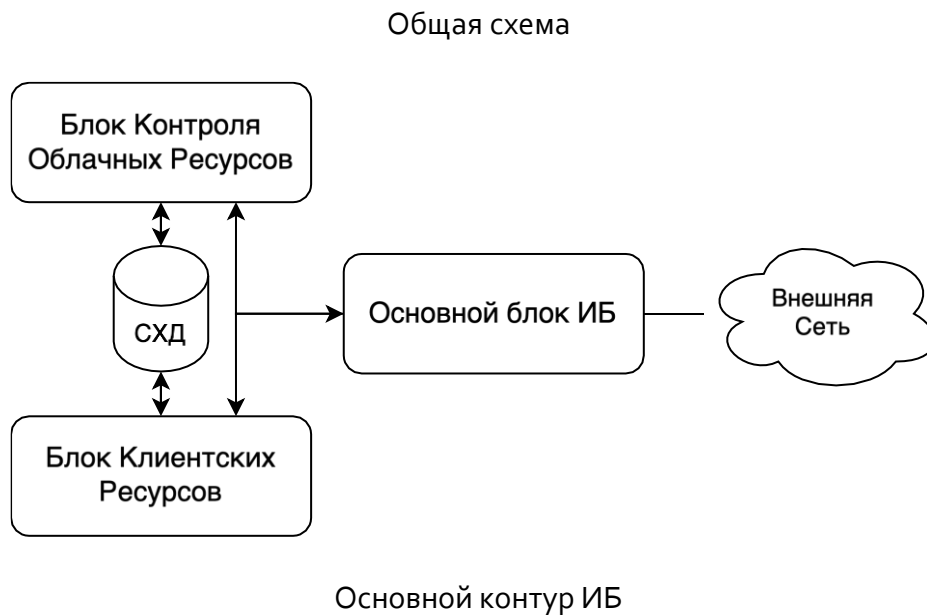 Общая схема
Блок Контроля
Облачных Ресурсов
СХД
Основной блок ИБ
Внешняя
Сеть
Блок Клиентских
Ресурсов
Основной контур ИБ